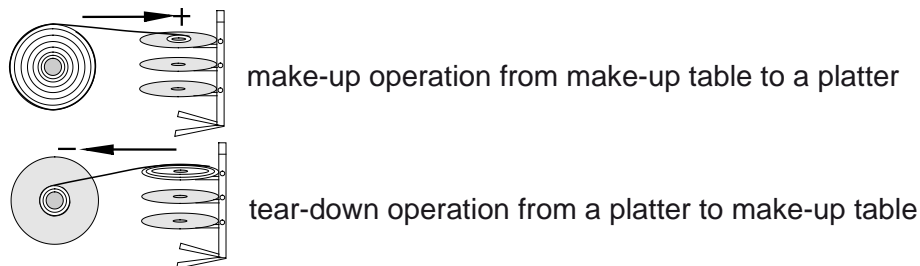 +
make-up operation from make-up table to a platter
−
tear-down operation from a platter to make-up table